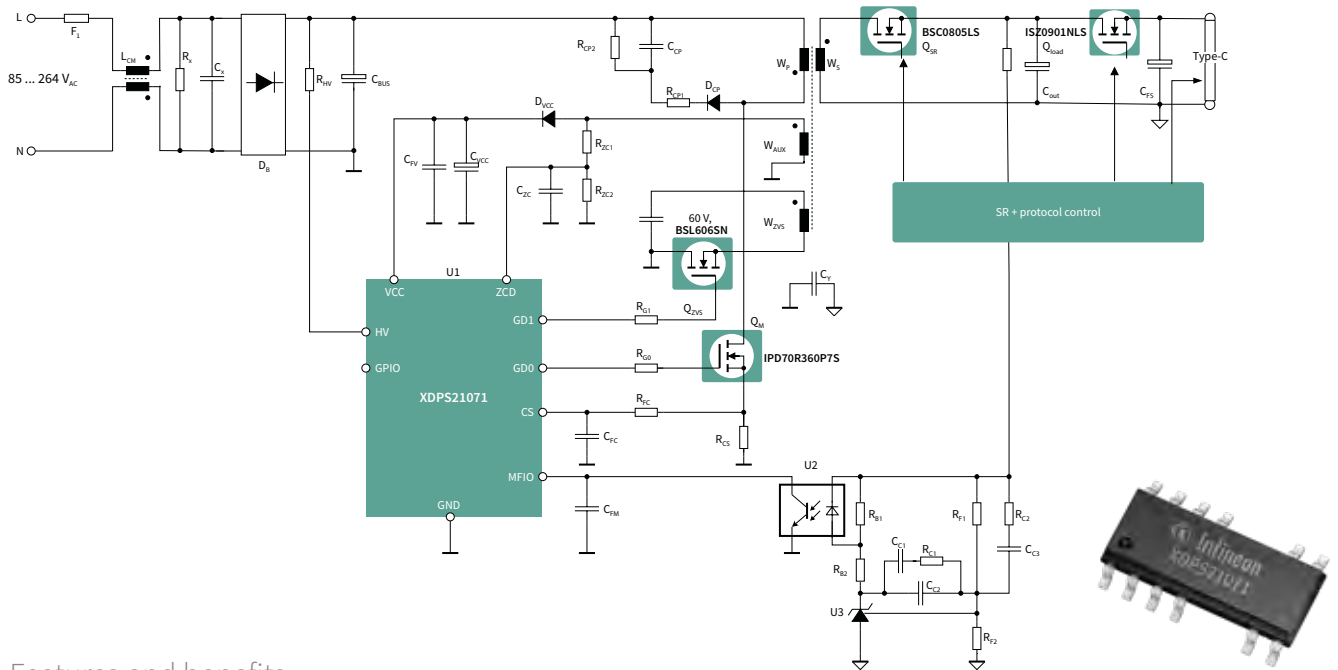 L
F1
LCM
RX
CX
RHV
CBUS
85 ... 264 VAC
N
DB
RCP2
CCP
RCP1
DCP
WP
WS
BSC0805LS
QSR
ISZ0901NLS
Qload
Cout
CFS
Type-C
DVCC
CFV
CVCC
RZC1
CZC
RZC2
WAUX
WZVS
60 V,
BSL606SN
SR + protocol control
U1
VCC
ZCD
HV
GPIO
XDPS21071
GD1
GD0
CS
MFIO
GND
RG1
QZVS
CY
QM
RG0
IPD70R360P7S
RFC
CFC
RCS
CFM
U2
RB1
RF1
RC2
CC1
RC1
CC3
RB2
CC2
U3
RF2
Infineon
XDPS21071
Features and benefits